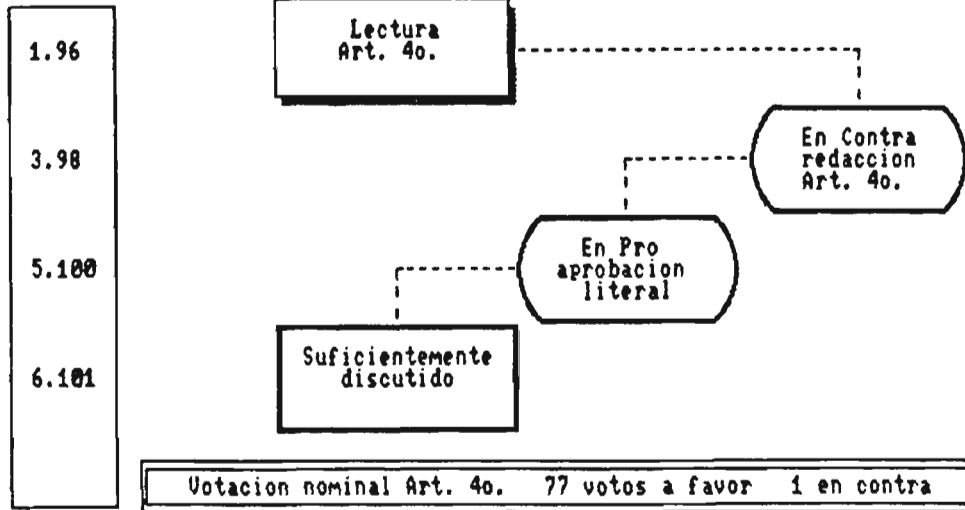 1.96
Lectura
Art. 4o.
3.98
En Contra
redaccion
Art. 4o.
5.100
En Pro
aprobacion
literal
6.101
Suficientemente
discutido
Votacion nominal Art. 4o. 77 votos a favor 1 en contra